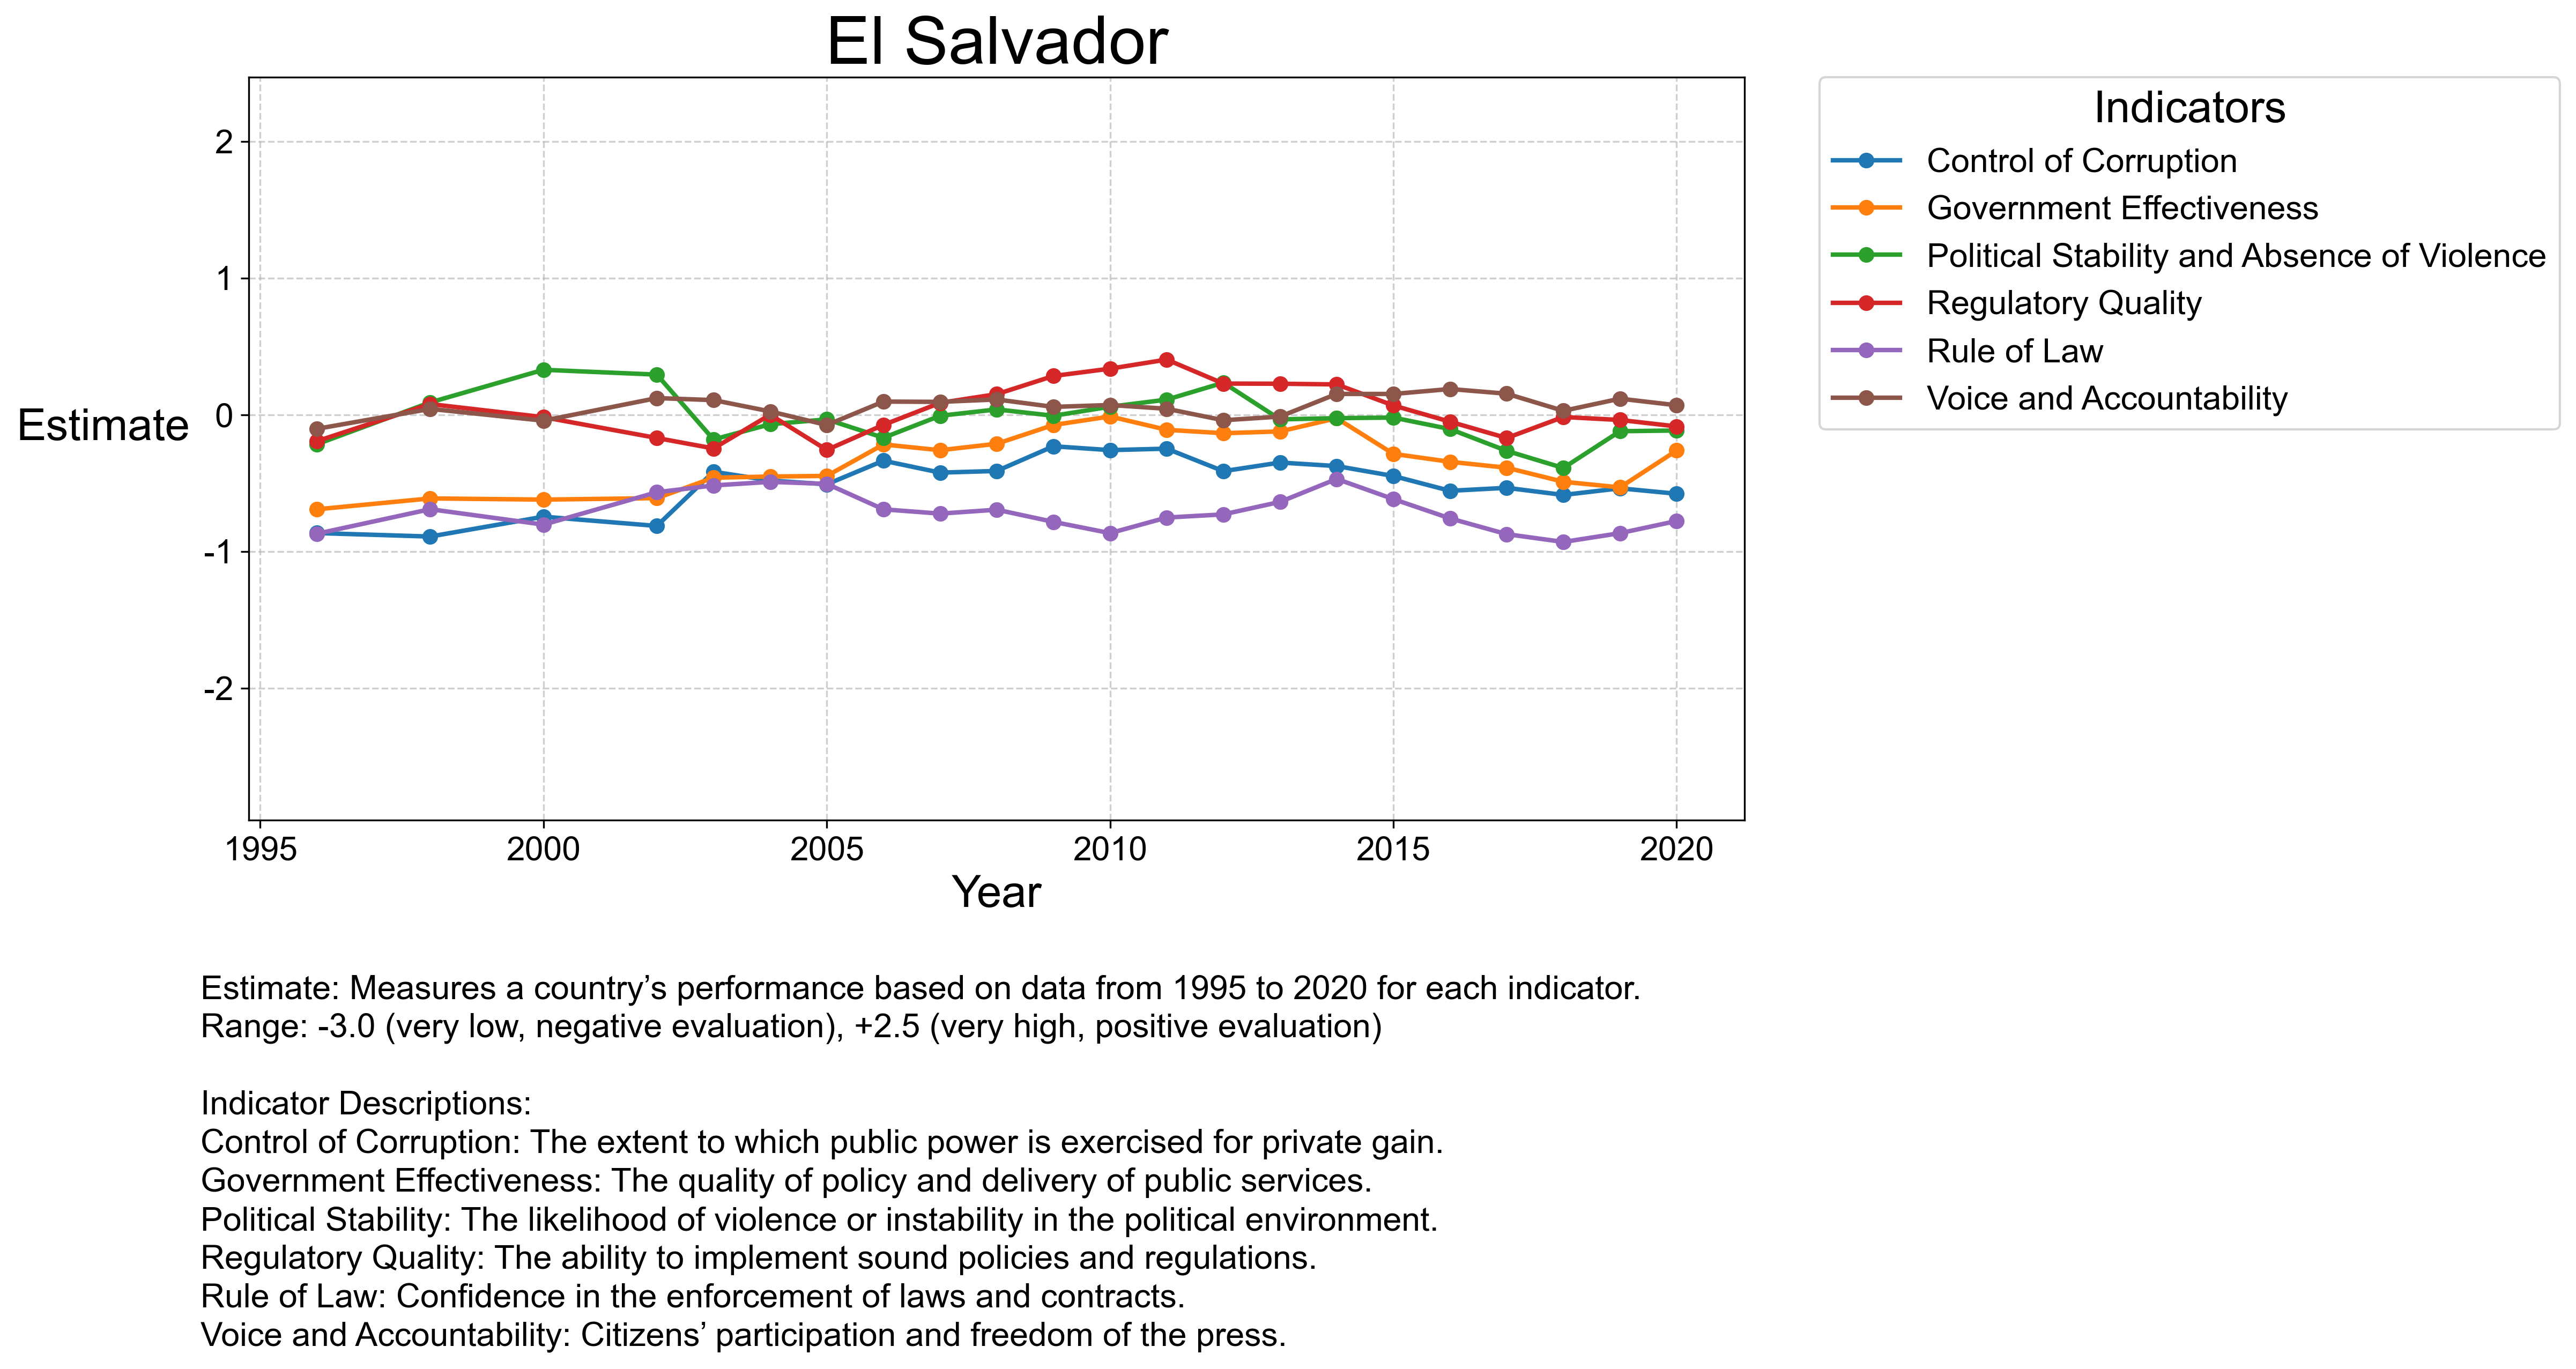 El Salvador
Estimate
2
1
0
-1
-2
1995
2000
2005
2010
2015
2020
Year
Indicators
Control of Corruption
Government Effectiveness
Political Stability and Absence of Violence
Regulatory Quality
Rule of Law
Voice and Accountability
Estimate: Measures a country’s performance based on data from 1995 to 2020 for each indicator.
Range: -3.0 (very low, negative evaluation), +2.5 (very high, positive evaluation)
Indicator Descriptions:
Control of Corruption: The extent to which public power is exercised for private gain.
Government Effectiveness: The quality of policy and delivery of public services.
Political Stability: The likelihood of violence or instability in the political environment.
Regulatory Quality: The ability to implement sound policies and regulations.
Rule of Law: Confidence in the enforcement of laws and contracts.
Voice and Accountability: Citizens’ participation and freedom of the press.